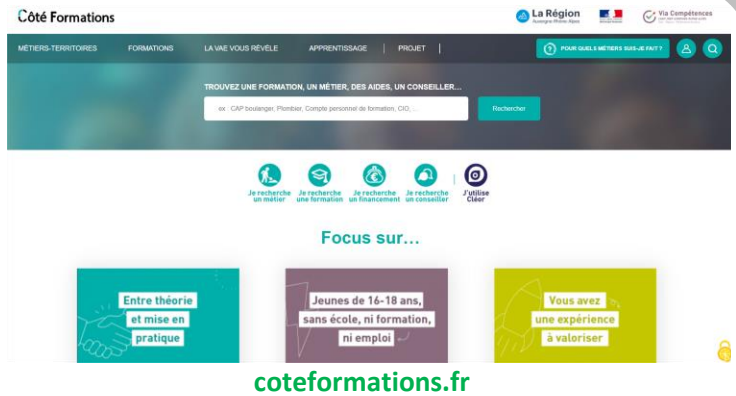 Côté Formations
La Région
Auvergne-Rhône-Alpes
Via Compétences
MÉTIERS-TERRITOIRES
FORMATIONS
LA VAE VOUS RÉVÈLE
APPRENTISSAGE
PROJET
? POUR QUELS MÉTIERS SUIS-JE FAIT ?
TROUVEZ UNE FORMATION, UN MÉTIER, DES AIDES, UN CONSEILLER...
ex : CAP boulanger, Plombier, Compte personnel de formation, CIO, ...
Rechercher
Je recherche
un métier
Je recherche
une formation
Je recherche
un financement
Je recherche
un conseiller
J'utilise
Cléor
Focus sur...
Entre théorie
et mise en
pratique
Jeunes de 16-18 ans,
sans école, ni formation,
ni emploi
Vous avez
une expérience
à valoriser
coteformations.fr